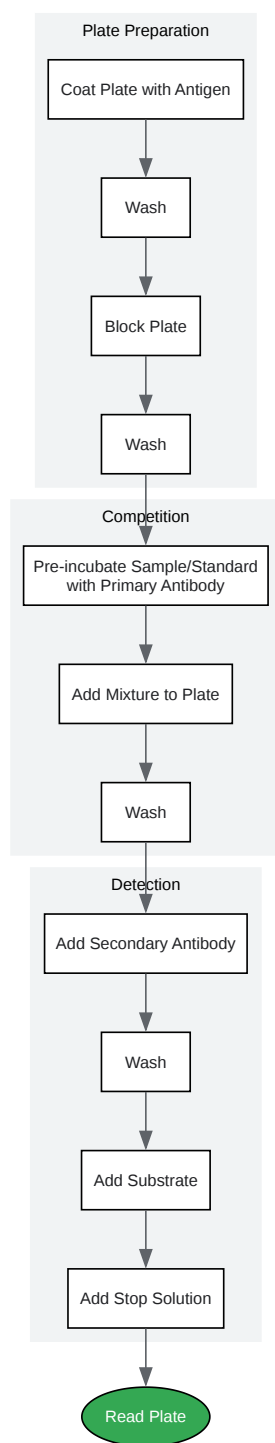 Plate Preparation
Coat Plate with Antigen
Wash
Block Plate
Wash
Competition
Pre-incubate Sample/Standard
with Primary Antibody
Add Mixture to Plate
Wash
Detection
Add Secondary Antibody
Wash
Add Substrate
Add Stop Solution
Read Plate